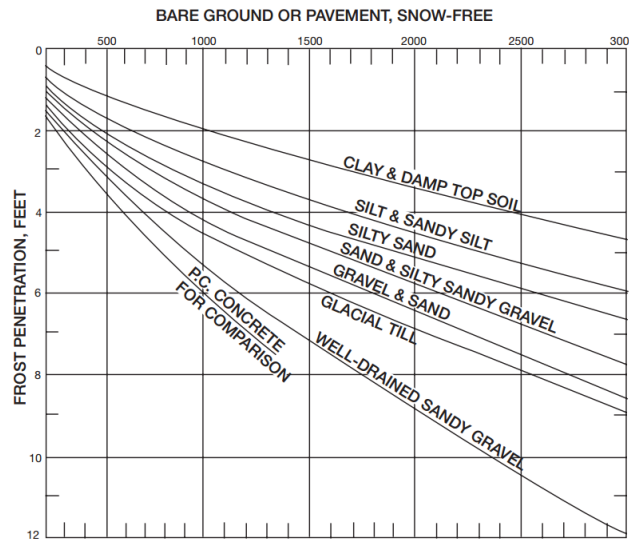 BARE GROUND OR PAVEMENT, SNOW-FREE
500 1000 1500 2000 2500 300
0
2
4
6
8
10
12
FROST PENETRATION, FEET
CLAY & DAMP TOP SOIL
SILT & SANDY SILT
SILTY SAND
SAND & SILTY SANDY GRAVEL
GRAVEL & SAND
GLACIAL TILL
WELL-DRAINED SANDY GRAVEL
P.C. CONCRETE
FOR COMPARISON